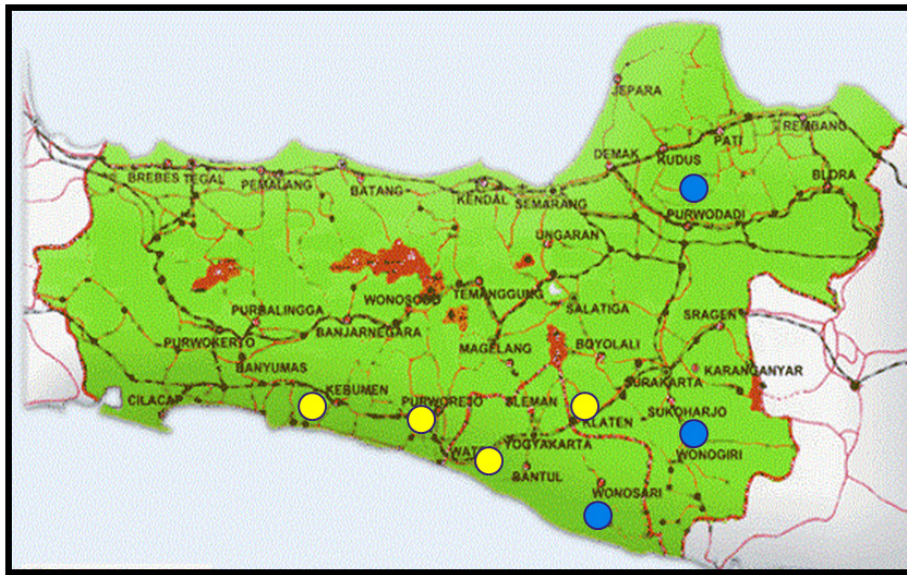 JEPARA
REMBANG
PATI
KUDUS
DEMAK
BLORA
BREBES
TEGAL
PEMALANG
BATANG
KENDAL
SEMARANG
PURWODADI
UNGARAN
WONOSOBO
TEMANGGUNG
SALATIGA
PURBALINGGA
BANJARNEGARA
SRAGEN
PURWOKERTO
MAGELANG
BOYOLALI
BANYUMAS
KARANGANYAR
SURAKARTA
KEBUMEN
CILACAP
PURWOREJO
SLEMAN
SUKOHARJO
KLATEN
YOGYAKARTA
WONOGIRI
BANTUL
WONOSARI